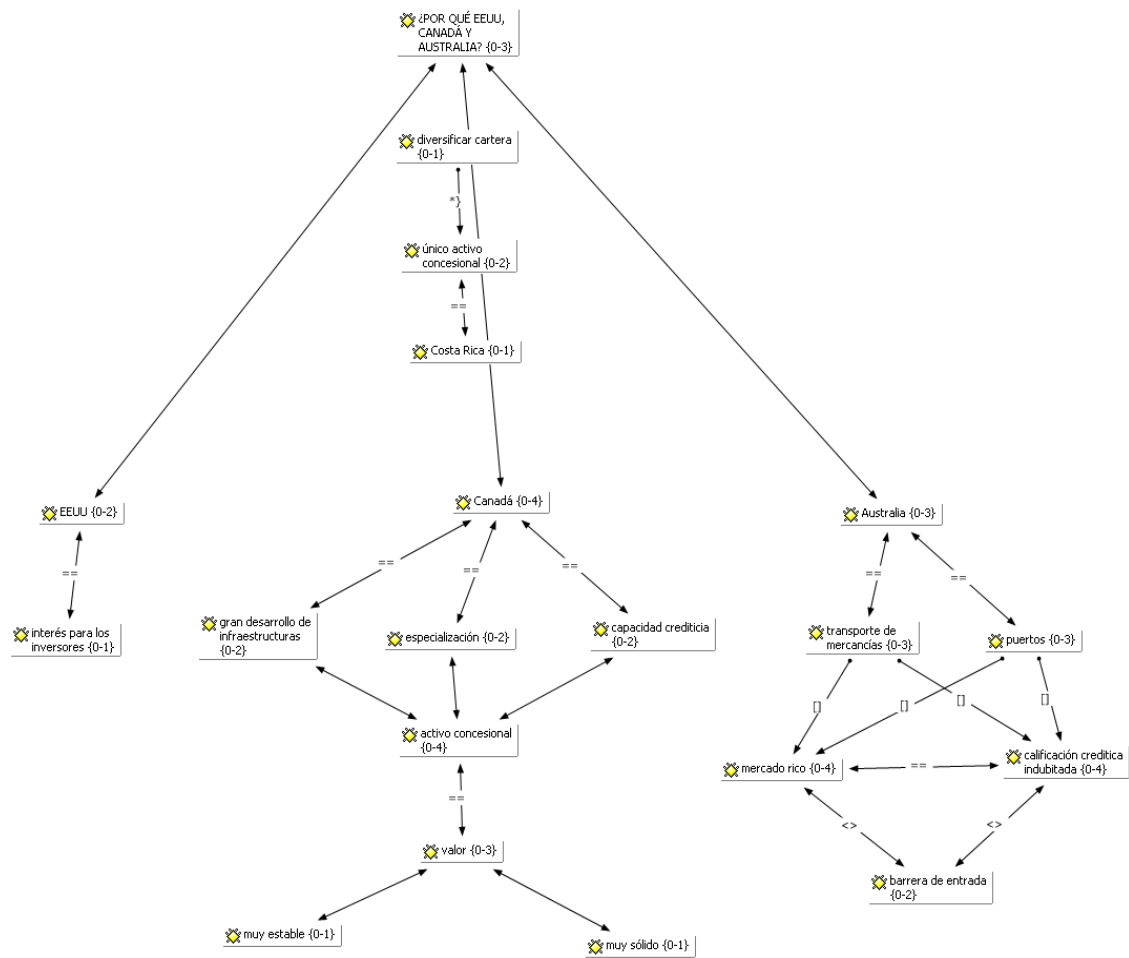 ¿POR QUÉ EEUU,
CANADÁ Y
AUSTRALIA? {0-3}
diversificar cartera
{0-1}
*}
único activo
concesional {0-2}
==
Costa Rica {0-1}
EEUU {0-2}
Canadá {0-4}
Australia {0-3}
==
==
==
==
==
==
interés para los
inversores {0-1}
gran desarrollo de
infraestructuras
{0-2}
especialización {0-2}
capacidad crediticia
{0-2}
transporte de
mercancías {0-3}
puertos {0-3}
[]
[]
[]
[]
activo concesional
{0-4}
mercado rico {0-4}
==
calificación creditica
indubitada {0-4}
==
<>
<>
valor {0-3}
barrera de entrada
{0-2}
muy estable {0-1}
muy sólido {0-1}